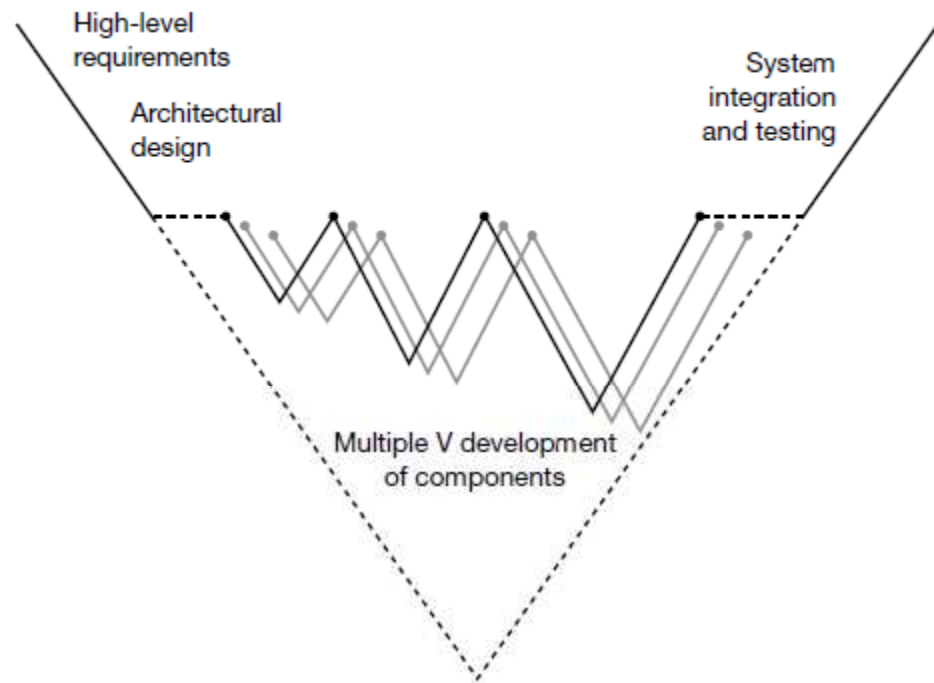 High-level
requirements
Architectural
design
System
integration
and testing
Multiple V development
of components